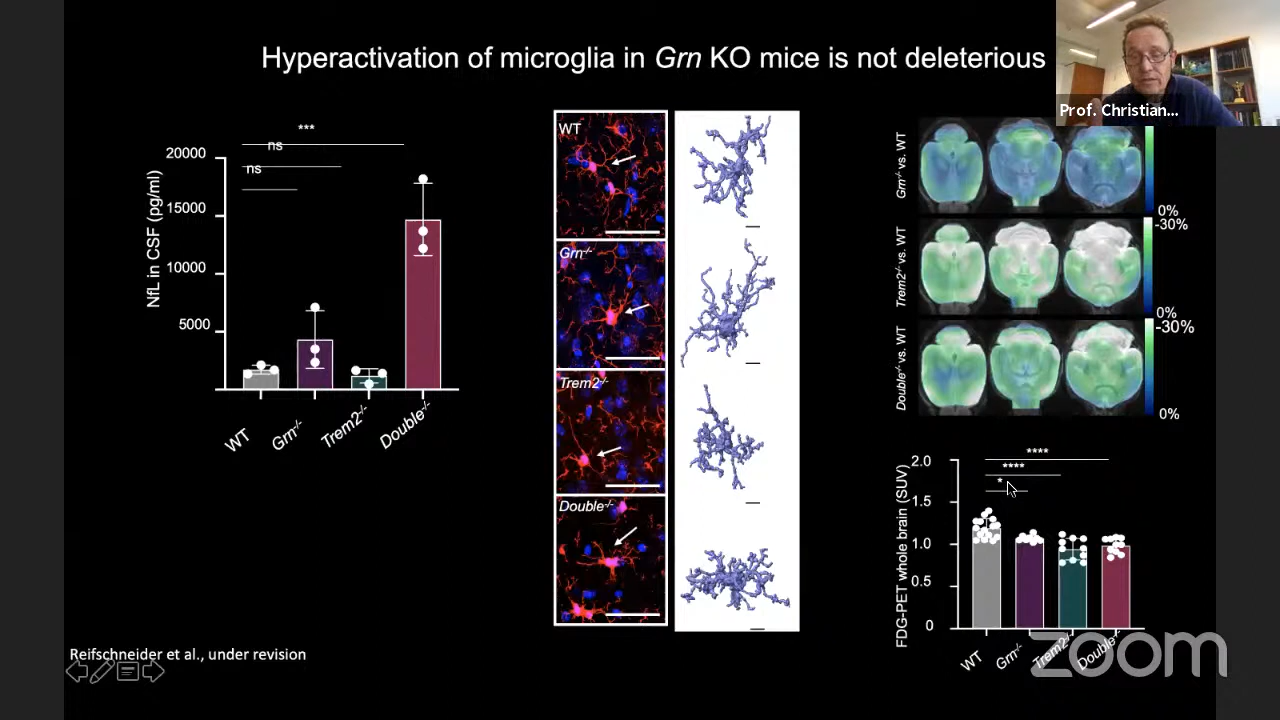 Hyperactivation of microglia in Grn KO mice is not deleterious
Prof. Christian...
***
ns
ns
20000
15000
10000
5000
NfL in CSF (pg/ml)
WT
Grn-/-
Trem2-/-
Double-/-
WT
Grn-/-
Trem2-/-
Double-/-
Grn-/- vs. WT
0%
-30%
Trem2-/- vs. WT
0%
-30%
Double-/- vs. WT
0%
****
****
*
2.0
1.5
1.0
0.5
0
FDG-PET whole brain (SUV)
WT
Grn-/-
Trem2-/-
Double-/-
Reifschneider et al., under revision
zoom